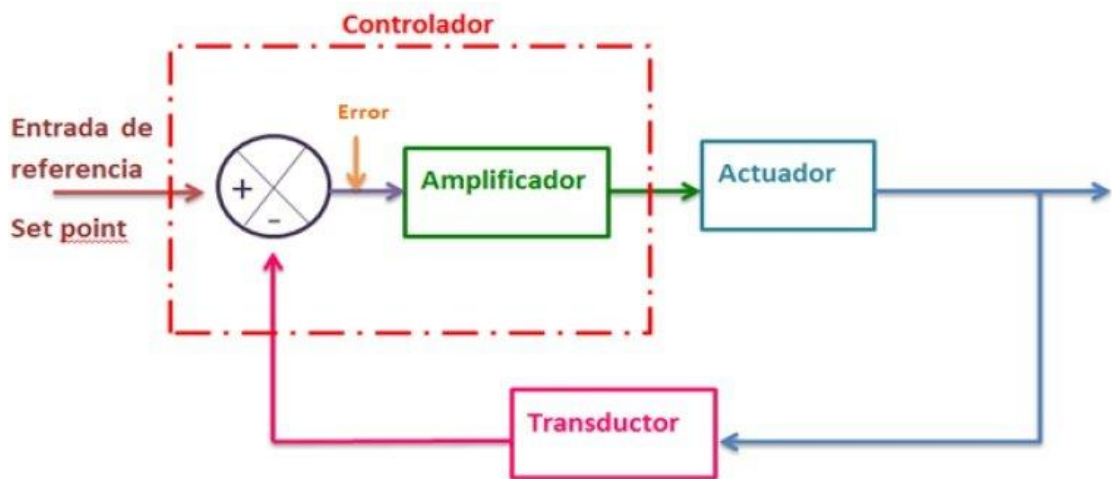 Controlador
Entrada de
referencia
Set point
Error
+
-
Amplificador
Actuador
Transductor